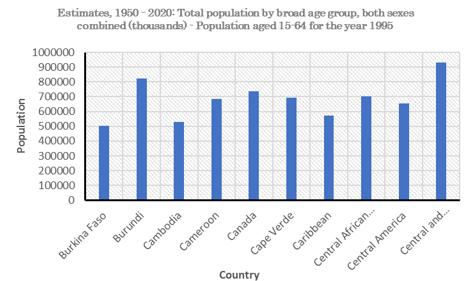 Estimates, 1950 - 2020: Total population by broad age group, both sexes
combined (thousands) - Population aged 15-64 for the year 1995
1000000
900000
800000
700000
600000
500000
400000
300000
200000
100000
0
Population
Burkina Faso
Burundi
Cambodia
Cameroon
Canada
Cape Verde
Caribbean
Central African...
Central America
Central and...
Country